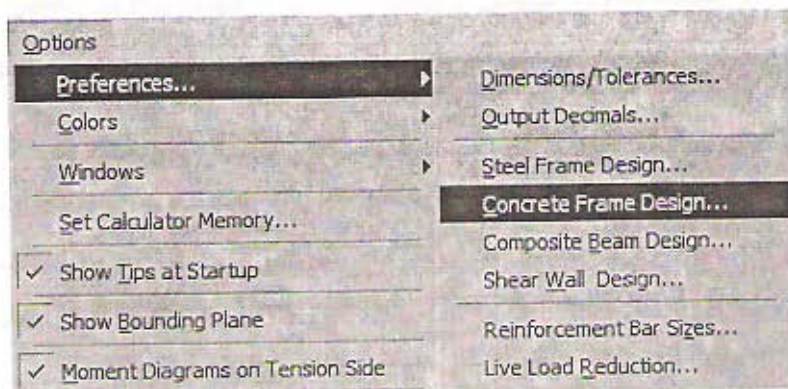 Options
Preferences...
Colors
Windows
Set Calculator Memory...
Show Tips at Startup
Show Bounding Plane
Moment Diagrams on Tension Side
Dimensions/Tolerances...
Output Decimals...
Steel Frame Design...
Concrete Frame Design...
Composite Beam Design...
Shear Wall Design...
Reinforcement Bar Sizes...
Live Load Reduction...